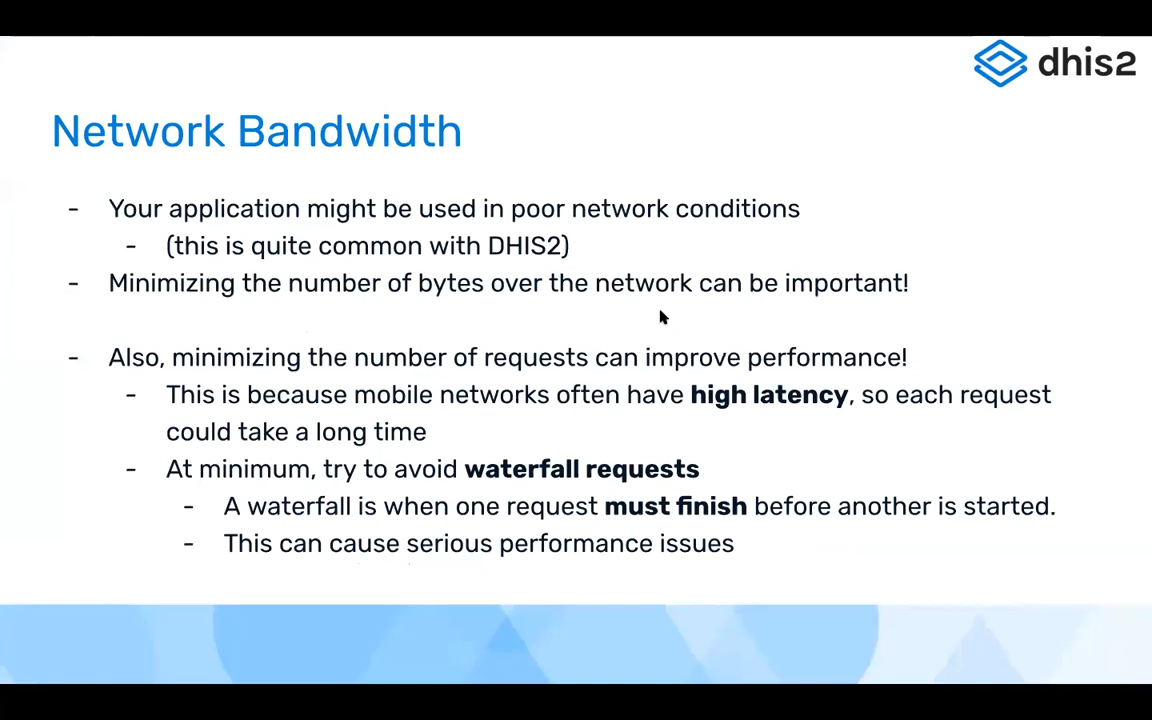 dhis2
Network Bandwidth
- Your application might be used in poor network conditions
- (this is quite common with DHIS2)
- Minimizing the number of bytes over the network can be important!
- Also, minimizing the number of requests can improve performance!
- This is because mobile networks often have high latency, so each request
could take a long time
- At minimum, try to avoid waterfall requests
- A waterfall is when one request must finish before another is started.
- This can cause serious performance issues